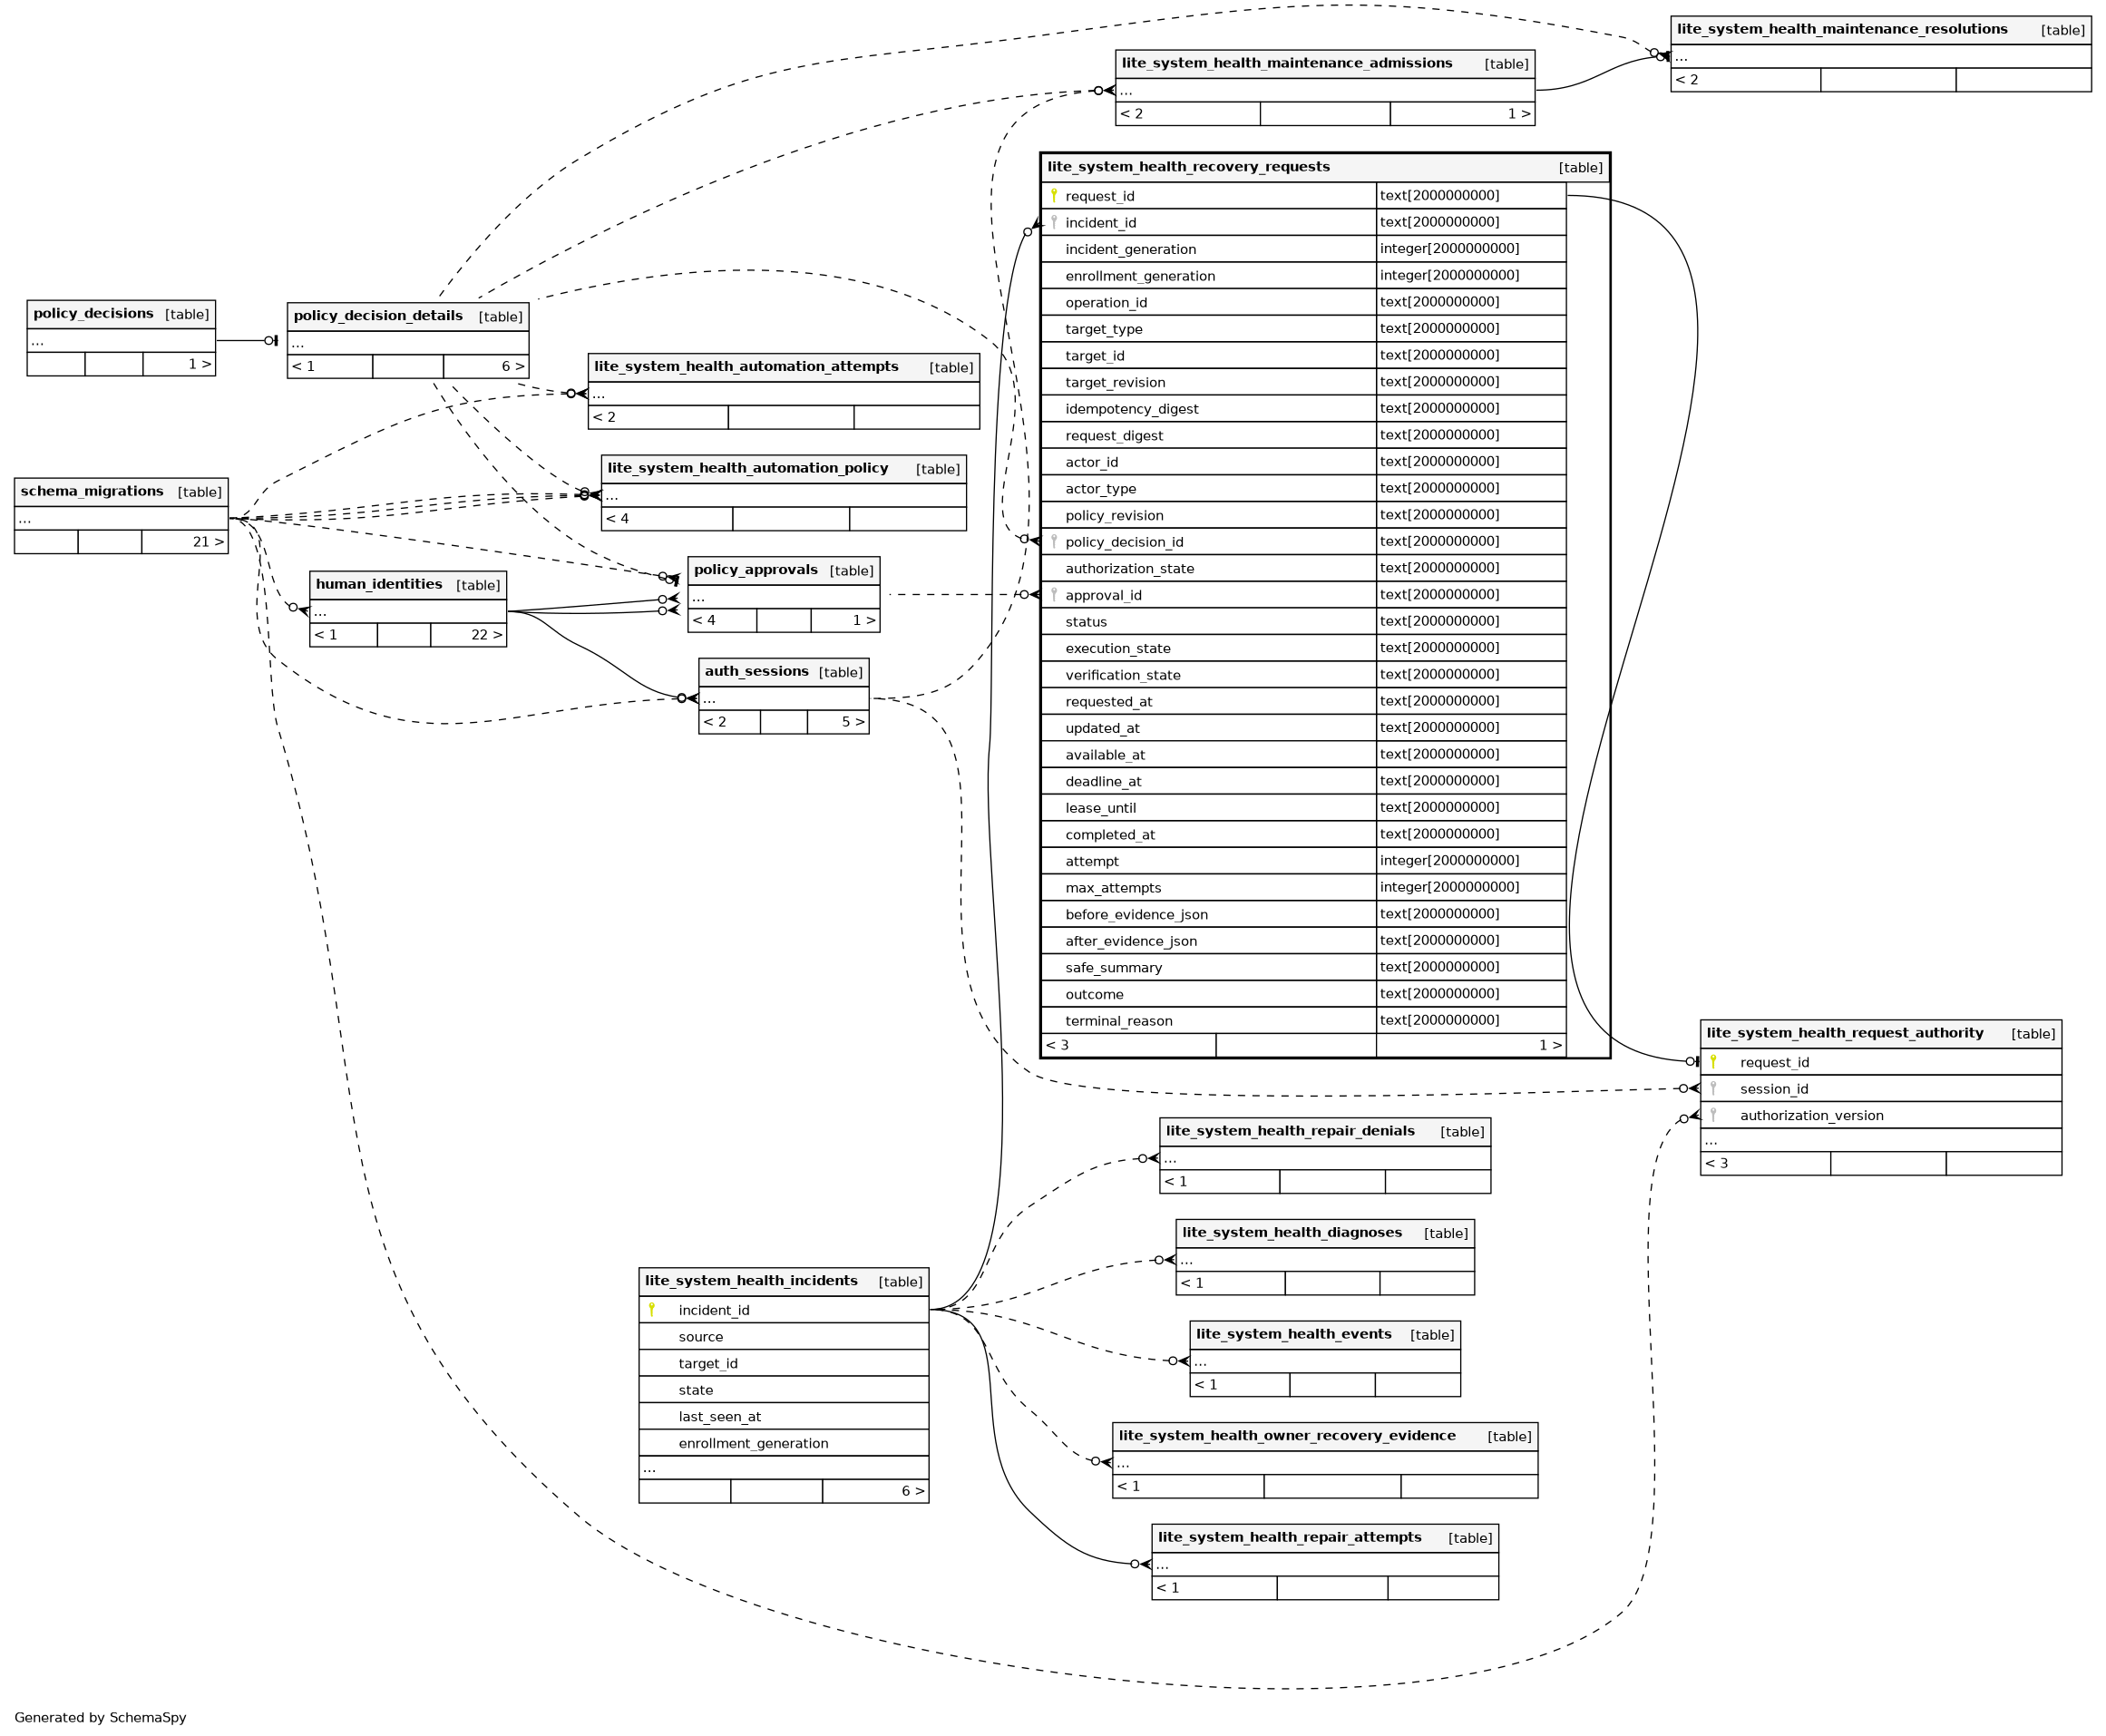 lite_system_health_maintenance_resolutions [table]
...
< 2
lite_system_health_maintenance_admissions [table]
...
< 2 1 >
lite_system_health_recovery_requests [table]
request_id text[2000000000]
incident_id text[2000000000]
incident_generation integer[2000000000]
enrollment_generation integer[2000000000]
operation_id text[2000000000]
target_type text[2000000000]
target_id text[2000000000]
target_revision text[2000000000]
idempotency_digest text[2000000000]
request_digest text[2000000000]
actor_id text[2000000000]
actor_type text[2000000000]
policy_revision text[2000000000]
policy_decision_id text[2000000000]
authorization_state text[2000000000]
approval_id text[2000000000]
status text[2000000000]
execution_state text[2000000000]
verification_state text[2000000000]
requested_at text[2000000000]
updated_at text[2000000000]
available_at text[2000000000]
deadline_at text[2000000000]
lease_until text[2000000000]
completed_at text[2000000000]
attempt integer[2000000000]
max_attempts integer[2000000000]
before_evidence_json text[2000000000]
after_evidence_json text[2000000000]
safe_summary text[2000000000]
outcome text[2000000000]
terminal_reason text[2000000000]
< 3 1 >
policy_decisions [table]
...
1 >
policy_decision_details [table]
...
< 1 6 >
lite_system_health_automation_attempts [table]
...
< 2
lite_system_health_automation_policy [table]
...
< 4
schema_migrations [table]
...
21 >
policy_approvals [table]
...
< 4 1 >
human_identities [table]
...
< 1 22 >
auth_sessions [table]
...
< 2 5 >
lite_system_health_request_authority [table]
request_id
session_id
authorization_version
...
< 3
lite_system_health_repair_denials [table]
...
< 1
lite_system_health_diagnoses [table]
...
< 1
lite_system_health_incidents [table]
incident_id
source
target_id
state
last_seen_at
enrollment_generation
...
6 >
lite_system_health_events [table]
...
< 1
lite_system_health_owner_recovery_evidence [table]
...
< 1
lite_system_health_repair_attempts [table]
...
< 1
Generated by SchemaSpy